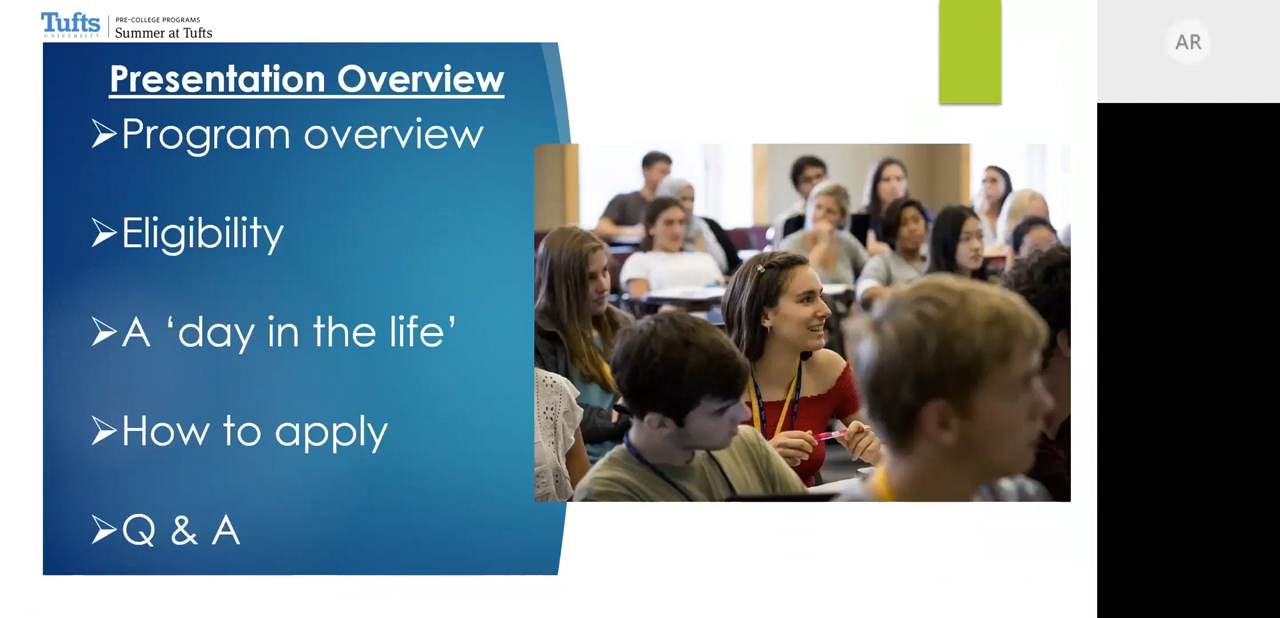 Tufts
UNIVERSITY
PRE-COLLEGE PROGRAMS
Summer at Tufts
Presentation Overview
➢Program overview
➢Eligibility
➢A ‘day in the life’
➢How to apply
➢Q & A
AR